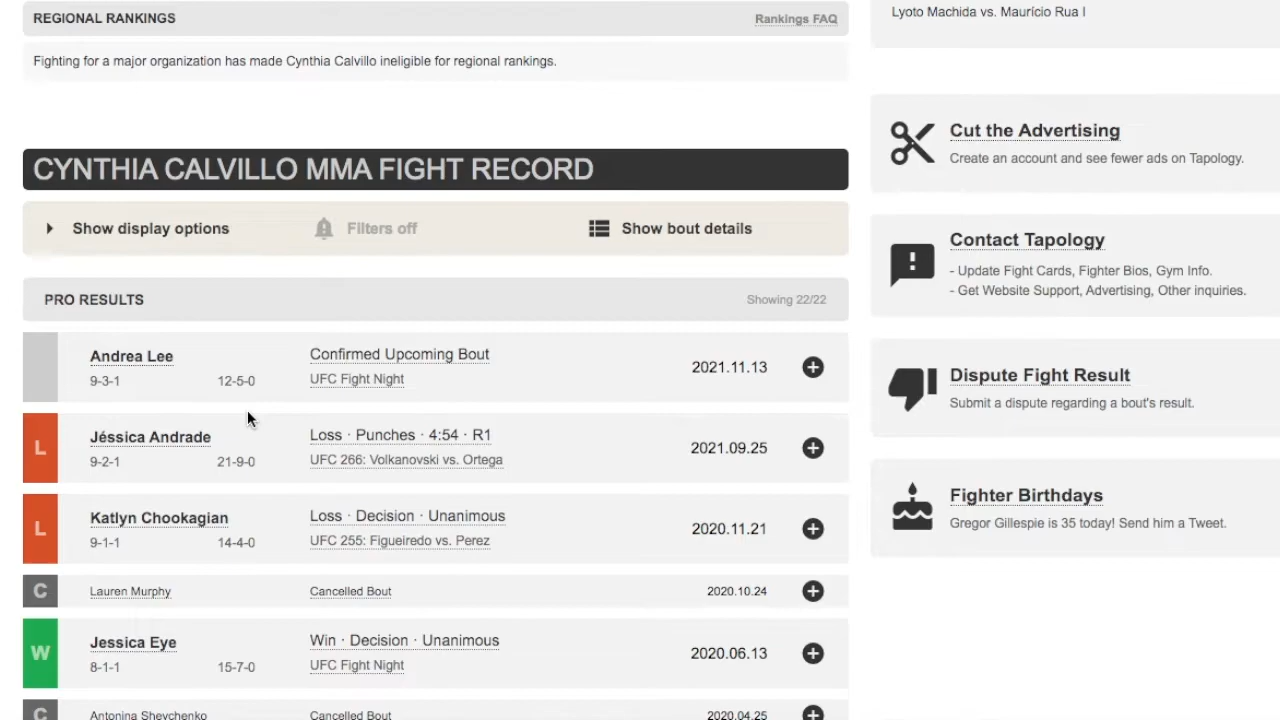 REGIONAL RANKINGS
Rankings FAQ
Fighting for a major organization has made Cynthia Calvillo ineligible for regional rankings.
CYNTHIA CALVILLO MMA FIGHT RECORD
Show display options
Filters off
Show bout details
PRO RESULTS
Showing 22/22
Andrea Lee
Confirmed Upcoming Bout
2021.11.13
9-3-1
12-5-0
UFC Fight Night
L
Jéssica Andrade
Loss · Punches · 4:54 · R1
2021.09.25
9-2-1
21-9-0
UFC 266: Volkanovski vs. Ortega
L
Katlyn Chookagian
Loss · Decision · Unanimous
2020.11.21
9-1-1
14-4-0
UFC 255: Figueiredo vs. Perez
C
Lauren Murphy
Cancelled Bout
2020.10.24
W
Jessica Eye
Win · Decision · Unanimous
2020.06.13
8-1-1
15-7-0
UFC Fight Night
C
Antonina Shevchenko
Cancelled Bout
2020.04.25
Lyoto Machida vs. Maurício Rua I
Cut the Advertising
Create an account and see fewer ads on Tapology.
Contact Tapology
- Update Fight Cards, Fighter Bios, Gym Info.
- Get Website Support, Advertising, Other inquiries.
Dispute Fight Result
Submit a dispute regarding a bout's result.
Fighter Birthdays
Gregor Gillespie is 35 today! Send him a Tweet.